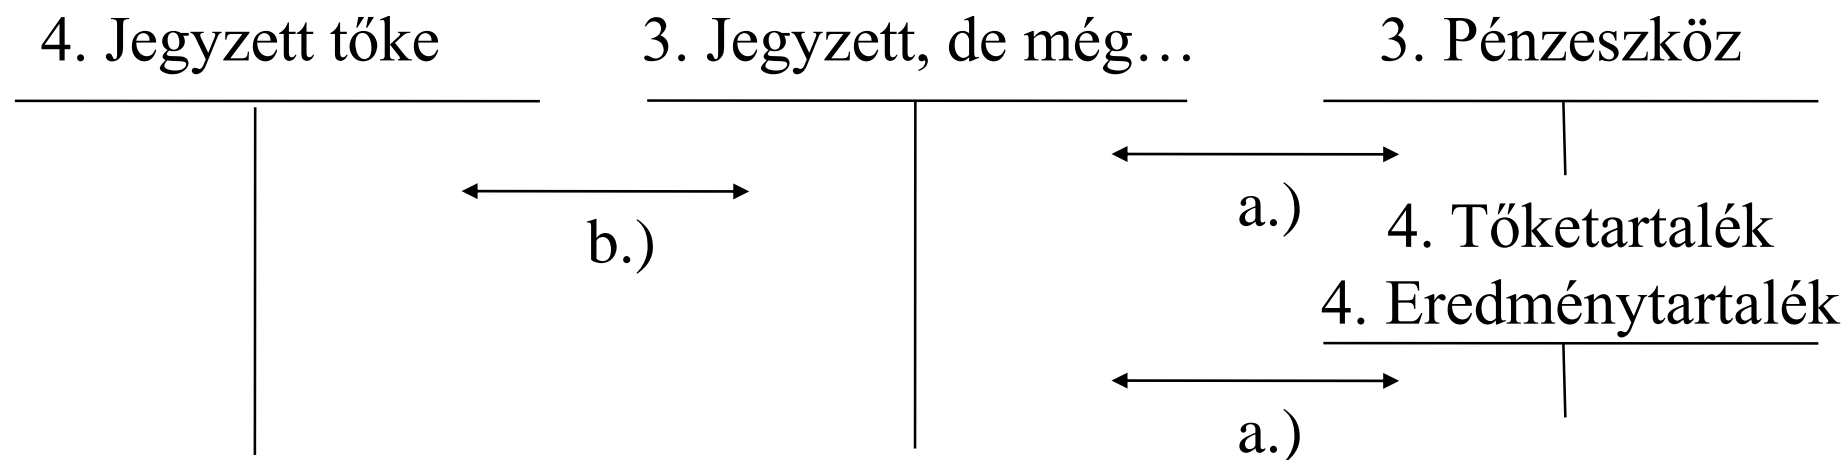 4. Jegyzett tőke
3. Jegyzett, de még…
3. Pénzeszköz
a.)
b.)
4. Tőketartalék
4. Eredménytartalék
a.)